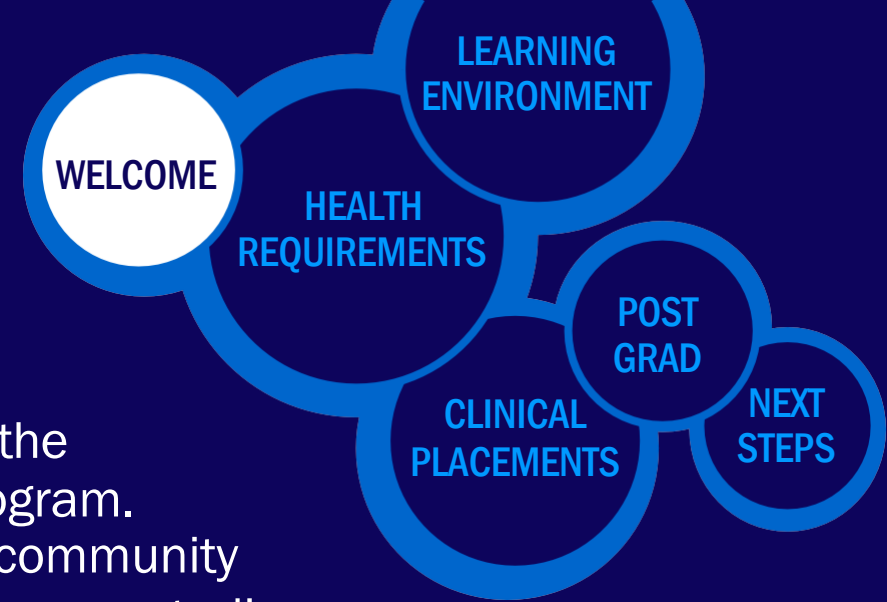 WELCOME
LEARNING
ENVIRONMENT
HEALTH
REQUIREMENTS
POST
GRAD
CLINICAL
PLACEMENTS
NEXT
STEPS
the
ogram.
community